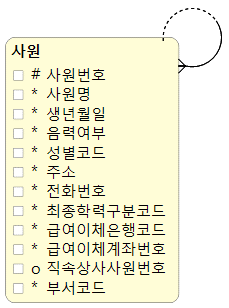 사원
# 사원번호
* 사원명
* 생년월일
* 음력여부
* 성별코드
* 주소
* 전화번호
* 최종학력구분코드
* 급여이체은행코드
* 급여이체계좌번호
o 직속상사사원번호
* 부서코드